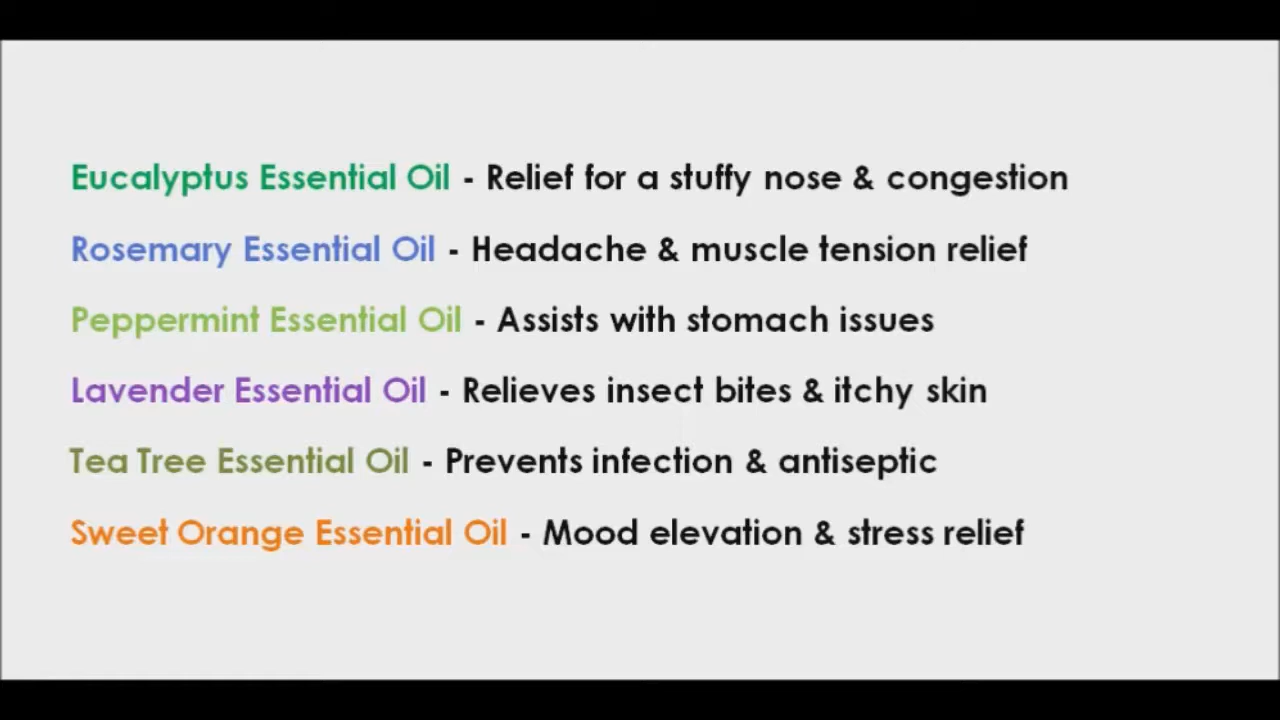 Eucalyptus Essential Oil - Relief for a stuffy nose & congestion
Rosemary Essential Oil - Headache & muscle tension relief
Peppermint Essential Oil - Assists with stomach issues
Lavender Essential Oil - Relieves insect bites & itchy skin
Tea Tree Essential Oil - Prevents infection & antiseptic
Sweet Orange Essential Oil - Mood elevation & stress relief